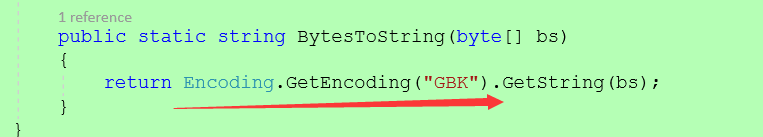 1 reference
public static string BytesToString(byte[] bs)
{
return Encoding.GetEncoding("GBK").GetString(bs);
}
}